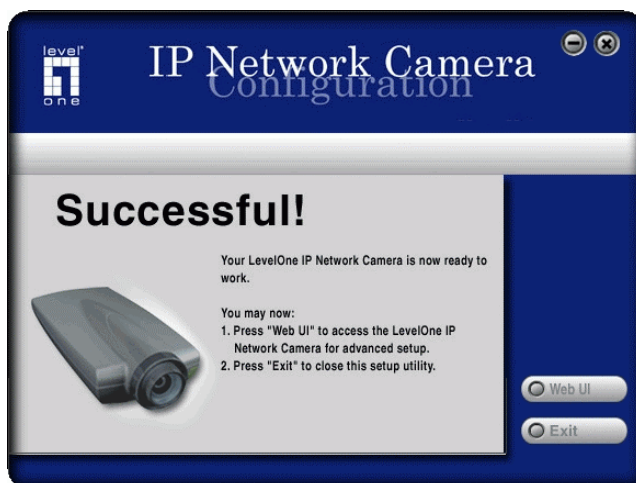 level
one
IP Network Camera
Configuration
Successful!
Your LevelOne IP Network Camera is now ready to
work.
You may now:
1. Press "Web UI" to access the LevelOne IP
Network Camera for advanced setup.
2. Press "Exit" to close this setup utility.
Web UI
Exit